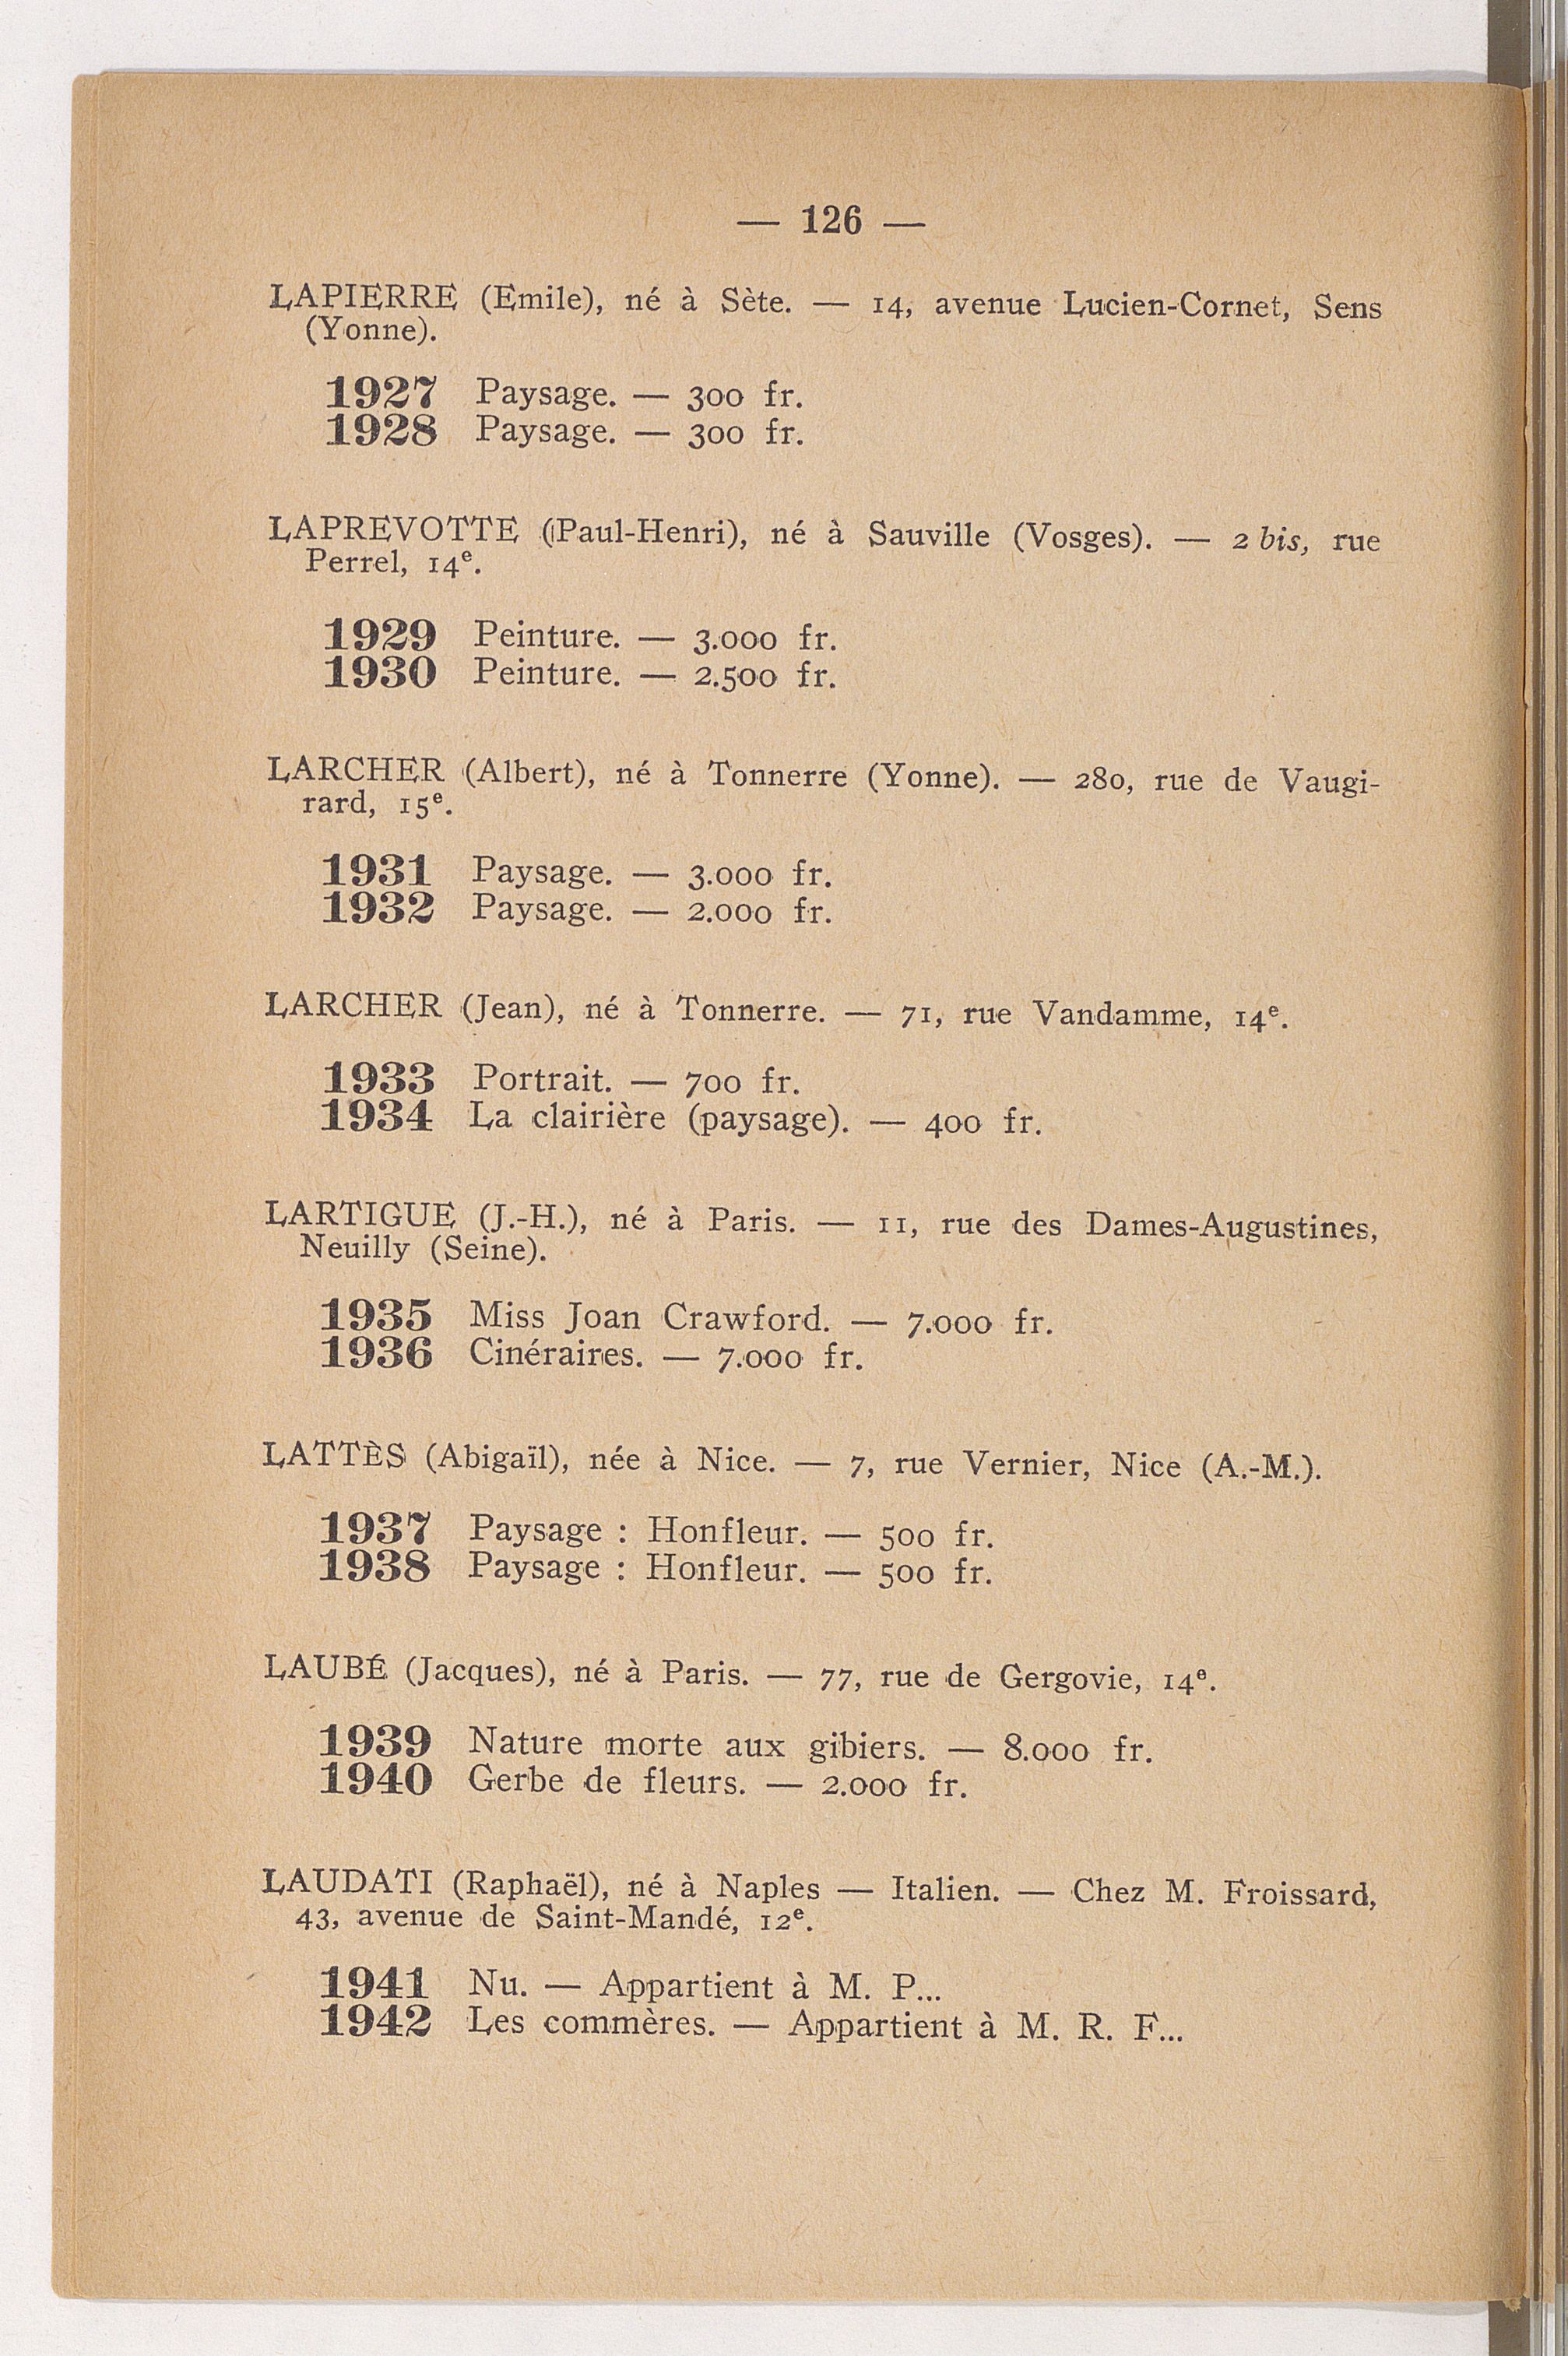 — 126 —
LAPIERRE (Emile), né à Sète. — 14, avenue Lucien-Cornet, Sens
(Yonne).
1927 Paysage. — 300 fr.
1928 Paysage. — 300 fr.
LAPREVOTTE (Paul-Henri), né à Sauville (Vosges). — 2 bis, rue
Perrel, 14e.
1929 Peinture. — 3.000 fr.
1930 Peinture. — 2.500 fr.
LARCHER (Albert), né à Tonnerre (Yonne). — 280, rue de Vaugi-
rard, 15e.
1931 Paysage. — 3.000 fr.
1932 Paysage. — 2.000 fr.
LARCHER (Jean), né à Tonnerre. — 71, rue Vandamme, 14e.
1933 Portrait. — 700 fr.
1934 La clairière (paysage). — 400 fr.
LARTIGUE (J.-H.), né à Paris. — 11, rue des Dames-Augustines,
Neuilly (Seine).
1935 Miss Joan Crawford. — 7.000 fr.
1936 Cinéraires. — 7.000 fr.
LATTÈS (Abigaïl), née à Nice. — 7, rue Vernier, Nice (A.-M.).
1937 Paysage : Honfleur. — 500 fr.
1938 Paysage : Honfleur. — 500 fr.
LAUBÉ (Jacques), né à Paris. — 77, rue de Gergovie, 14e.
1939 Nature morte aux gibiers. — 8.000 fr.
1940 Gerbe de fleurs. — 2.000 fr.
LAUDATI (Raphaël), né à Naples — Italien. — Chez M. Froissard,
43, avenue de Saint-Mandé, 12e.
1941 Nu. — Appartient à M. P...
1942 Les commères. — Appartient à M. R. F...